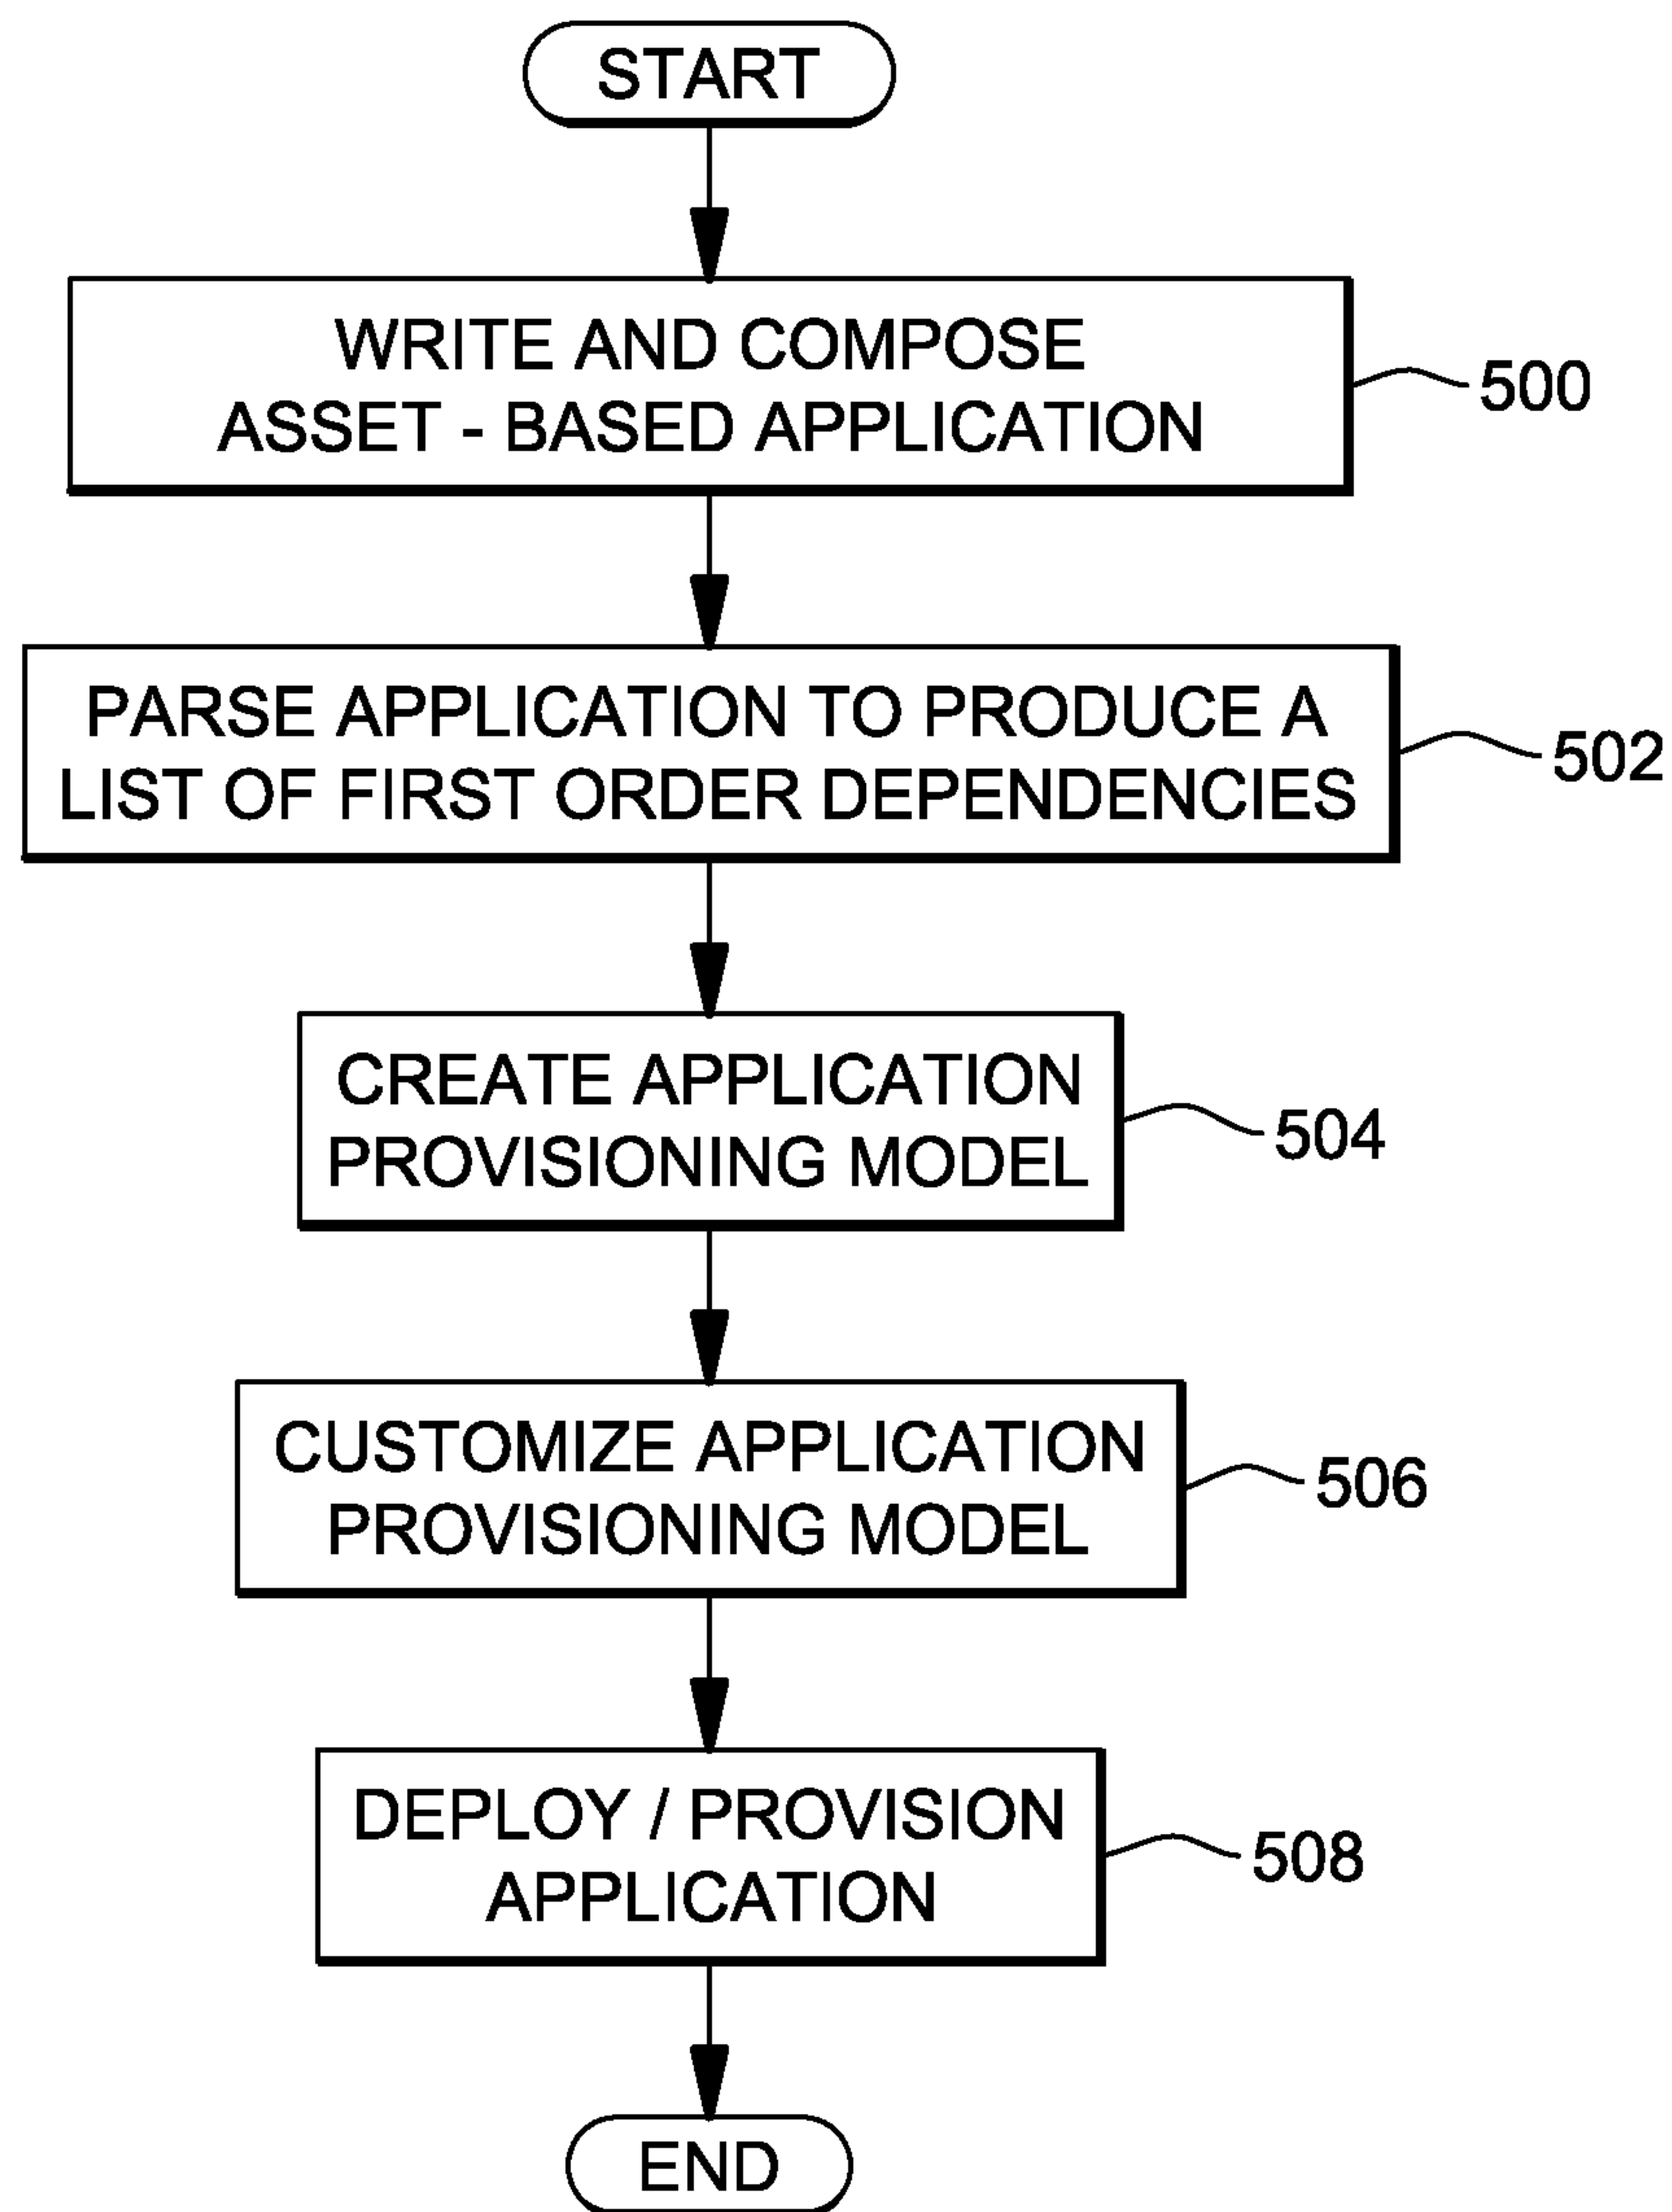 START
WRITE AND COMPOSE
ASSET - BASED APPLICATION
500
PARSE APPLICATION TO PRODUCE A
LIST OF FIRST ORDER DEPENDENCIES
502
CREATE APPLICATION
PROVISIONING MODEL
504
CUSTOMIZE APPLICATION
PROVISIONING MODEL
506
DEPLOY / PROVISION
APPLICATION
508
END